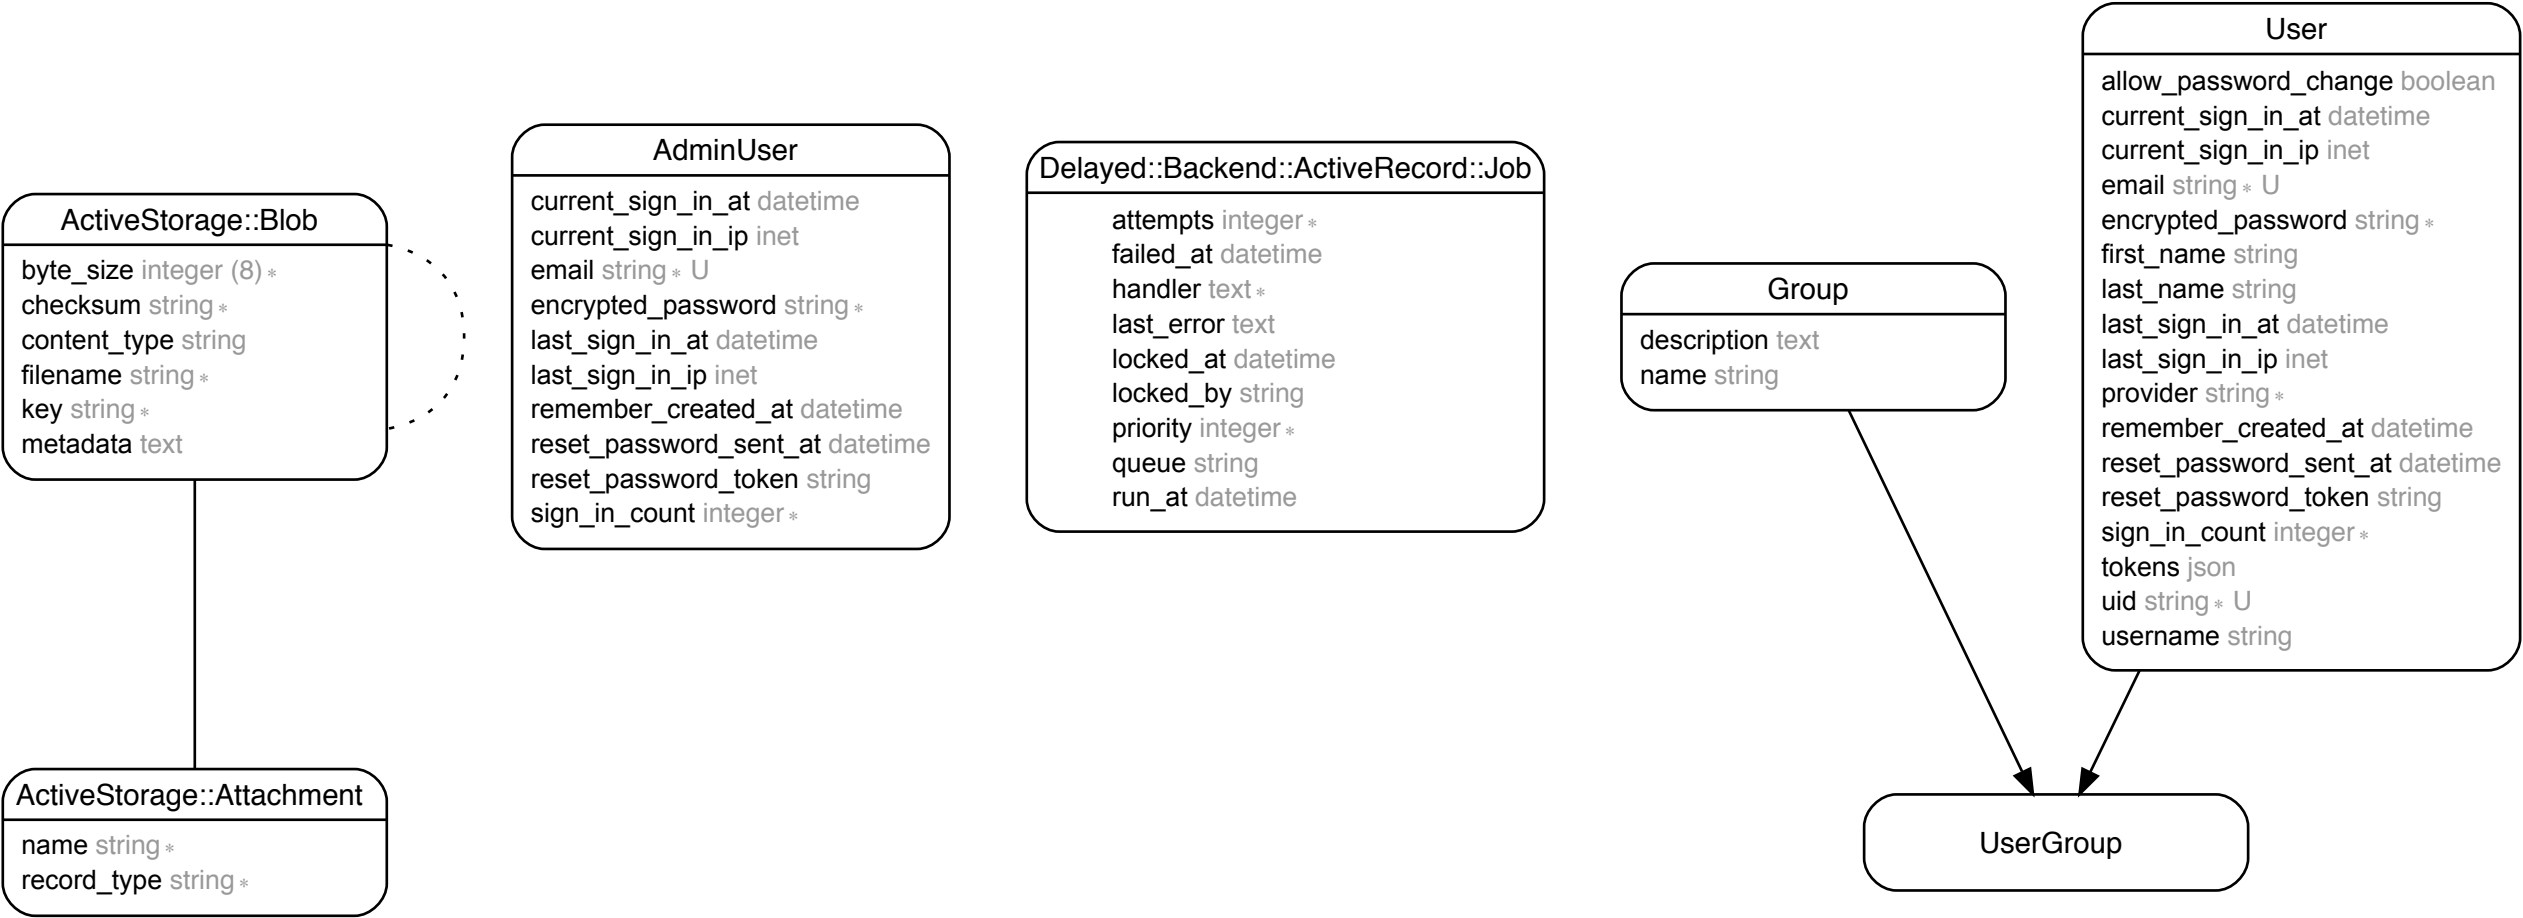 ActiveStorage::Blob
byte_size integer (8) ∗
checksum string ∗
content_type string
filename string ∗
key string ∗
metadata text
ActiveStorage::Attachment
name string ∗
record_type string ∗
AdminUser
current_sign_in_at datetime
current_sign_in_ip inet
email string ∗ U
encrypted_password string ∗
last_sign_in_at datetime
last_sign_in_ip inet
remember_created_at datetime
reset_password_sent_at datetime
reset_password_token string
sign_in_count integer ∗
Delayed::Backend::ActiveRecord::Job
attempts integer ∗
failed_at datetime
handler text ∗
last_error text
locked_at datetime
locked_by string
priority integer ∗
queue string
run_at datetime
Group
description text
name string
User
allow_password_change boolean
current_sign_in_at datetime
current_sign_in_ip inet
email string ∗ U
encrypted_password string ∗
first_name string
last_name string
last_sign_in_at datetime
last_sign_in_ip inet
provider string ∗
remember_created_at datetime
reset_password_sent_at datetime
reset_password_token string
sign_in_count integer ∗
tokens json
uid string ∗ U
username string
UserGroup